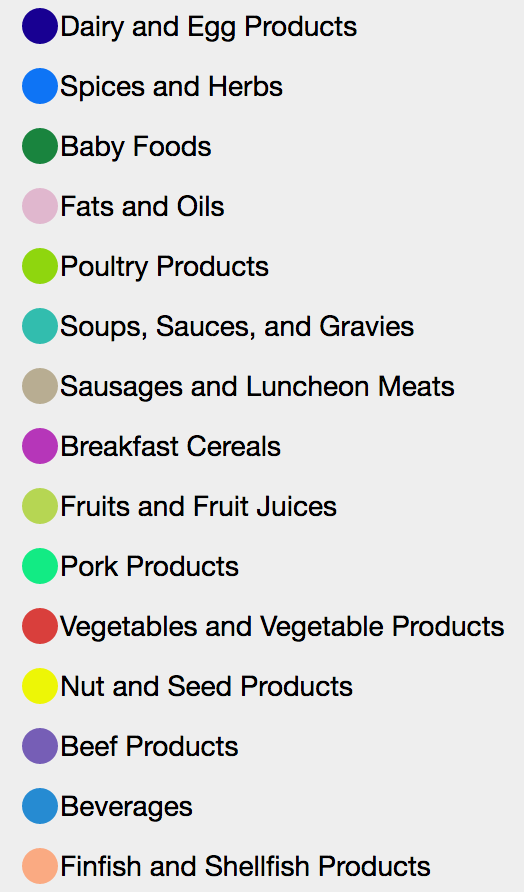 Dairy and Egg Products
Spices and Herbs
Baby Foods
Fats and Oils
Poultry Products
Soups, Sauces, and Gravies
Sausages and Luncheon Meats
Breakfast Cereals
Fruits and Fruit Juices
Pork Products
Vegetables and Vegetable Products
Nut and Seed Products
Beef Products
Beverages
Finfish and Shellfish Products